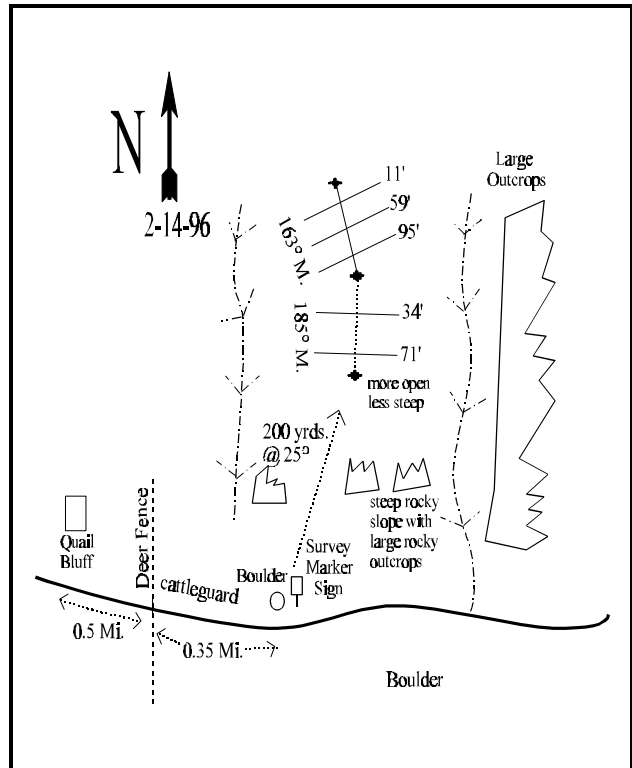 N
2-14-96
Large
Outcrops
11'
59'
95'
163° M.
34'
185° M.
71'
more open
less steep
200 yrds.
@ 25°
steep rocky
slope with
large rocky
outcrops
Quail
Bluff
Deer Fence
cattleguard
Boulder
Survey
Marker
Sign
0.5 Mi.
0.35 Mi.
Boulder